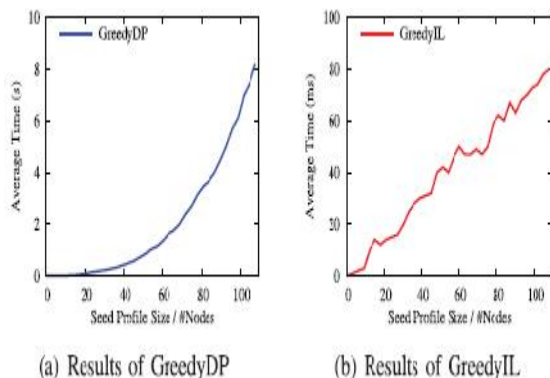 GreedyDP
10
8
6
4
2
0
Average Time (s)
0 20 40 60 80 100
Seed Profile Size / #Nodes
(a) Results of GreedyDP
GreedyIL
100
80
60
40
20
0
Average Time (ms)
0 20 40 60 80 100
Seed Profile Size / #Nodes
(b) Results of GreedyIL